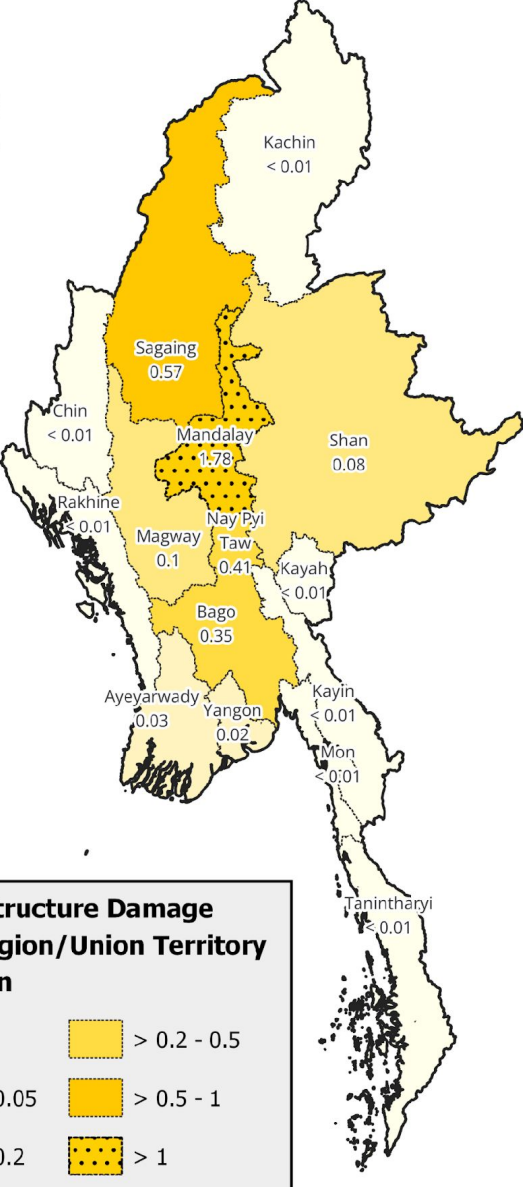 Kachin
< 0.01
Sagaing
0.57
Chin
< 0.01
Mandalay
1.78
Shan
0.08
Rakhine
< 0.01
Nay Pyi
Taw
0.41
Magway
0.1
Kayah
< 0.01
Bago
0.35
Ayeyarwady
0.03
Yangon
0.02
Kayin
< 0.01
Mon
< 0.01
Tanintharyi
< 0.01
tructure Damage
gion/Union Territory
n
> 0.2 - 0.5
0.05
> 0.5 - 1
0.2
> 1